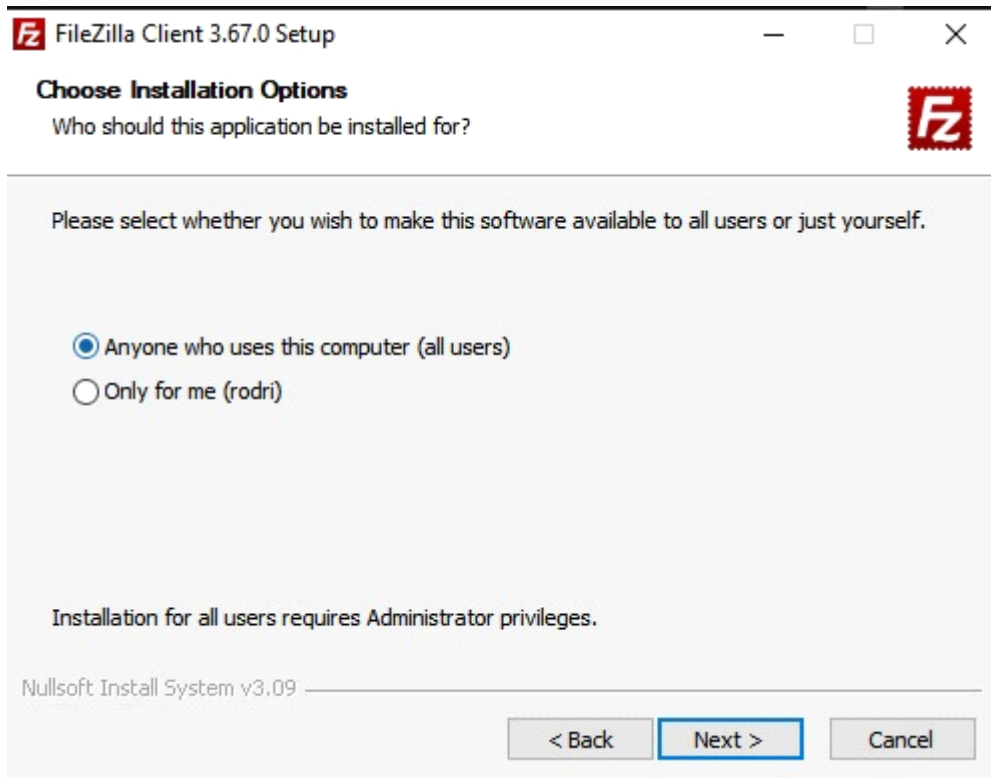 FileZilla Client 3.67.0 Setup
Choose Installation Options
Who should this application be installed for?
Please select whether you wish to make this software available to all users or just yourself.
Anyone who uses this computer (all users)
Only for me (rodri)
Installation for all users requires Administrator privileges.
Nullsoft Install System v3.09
< Back Next > Cancel